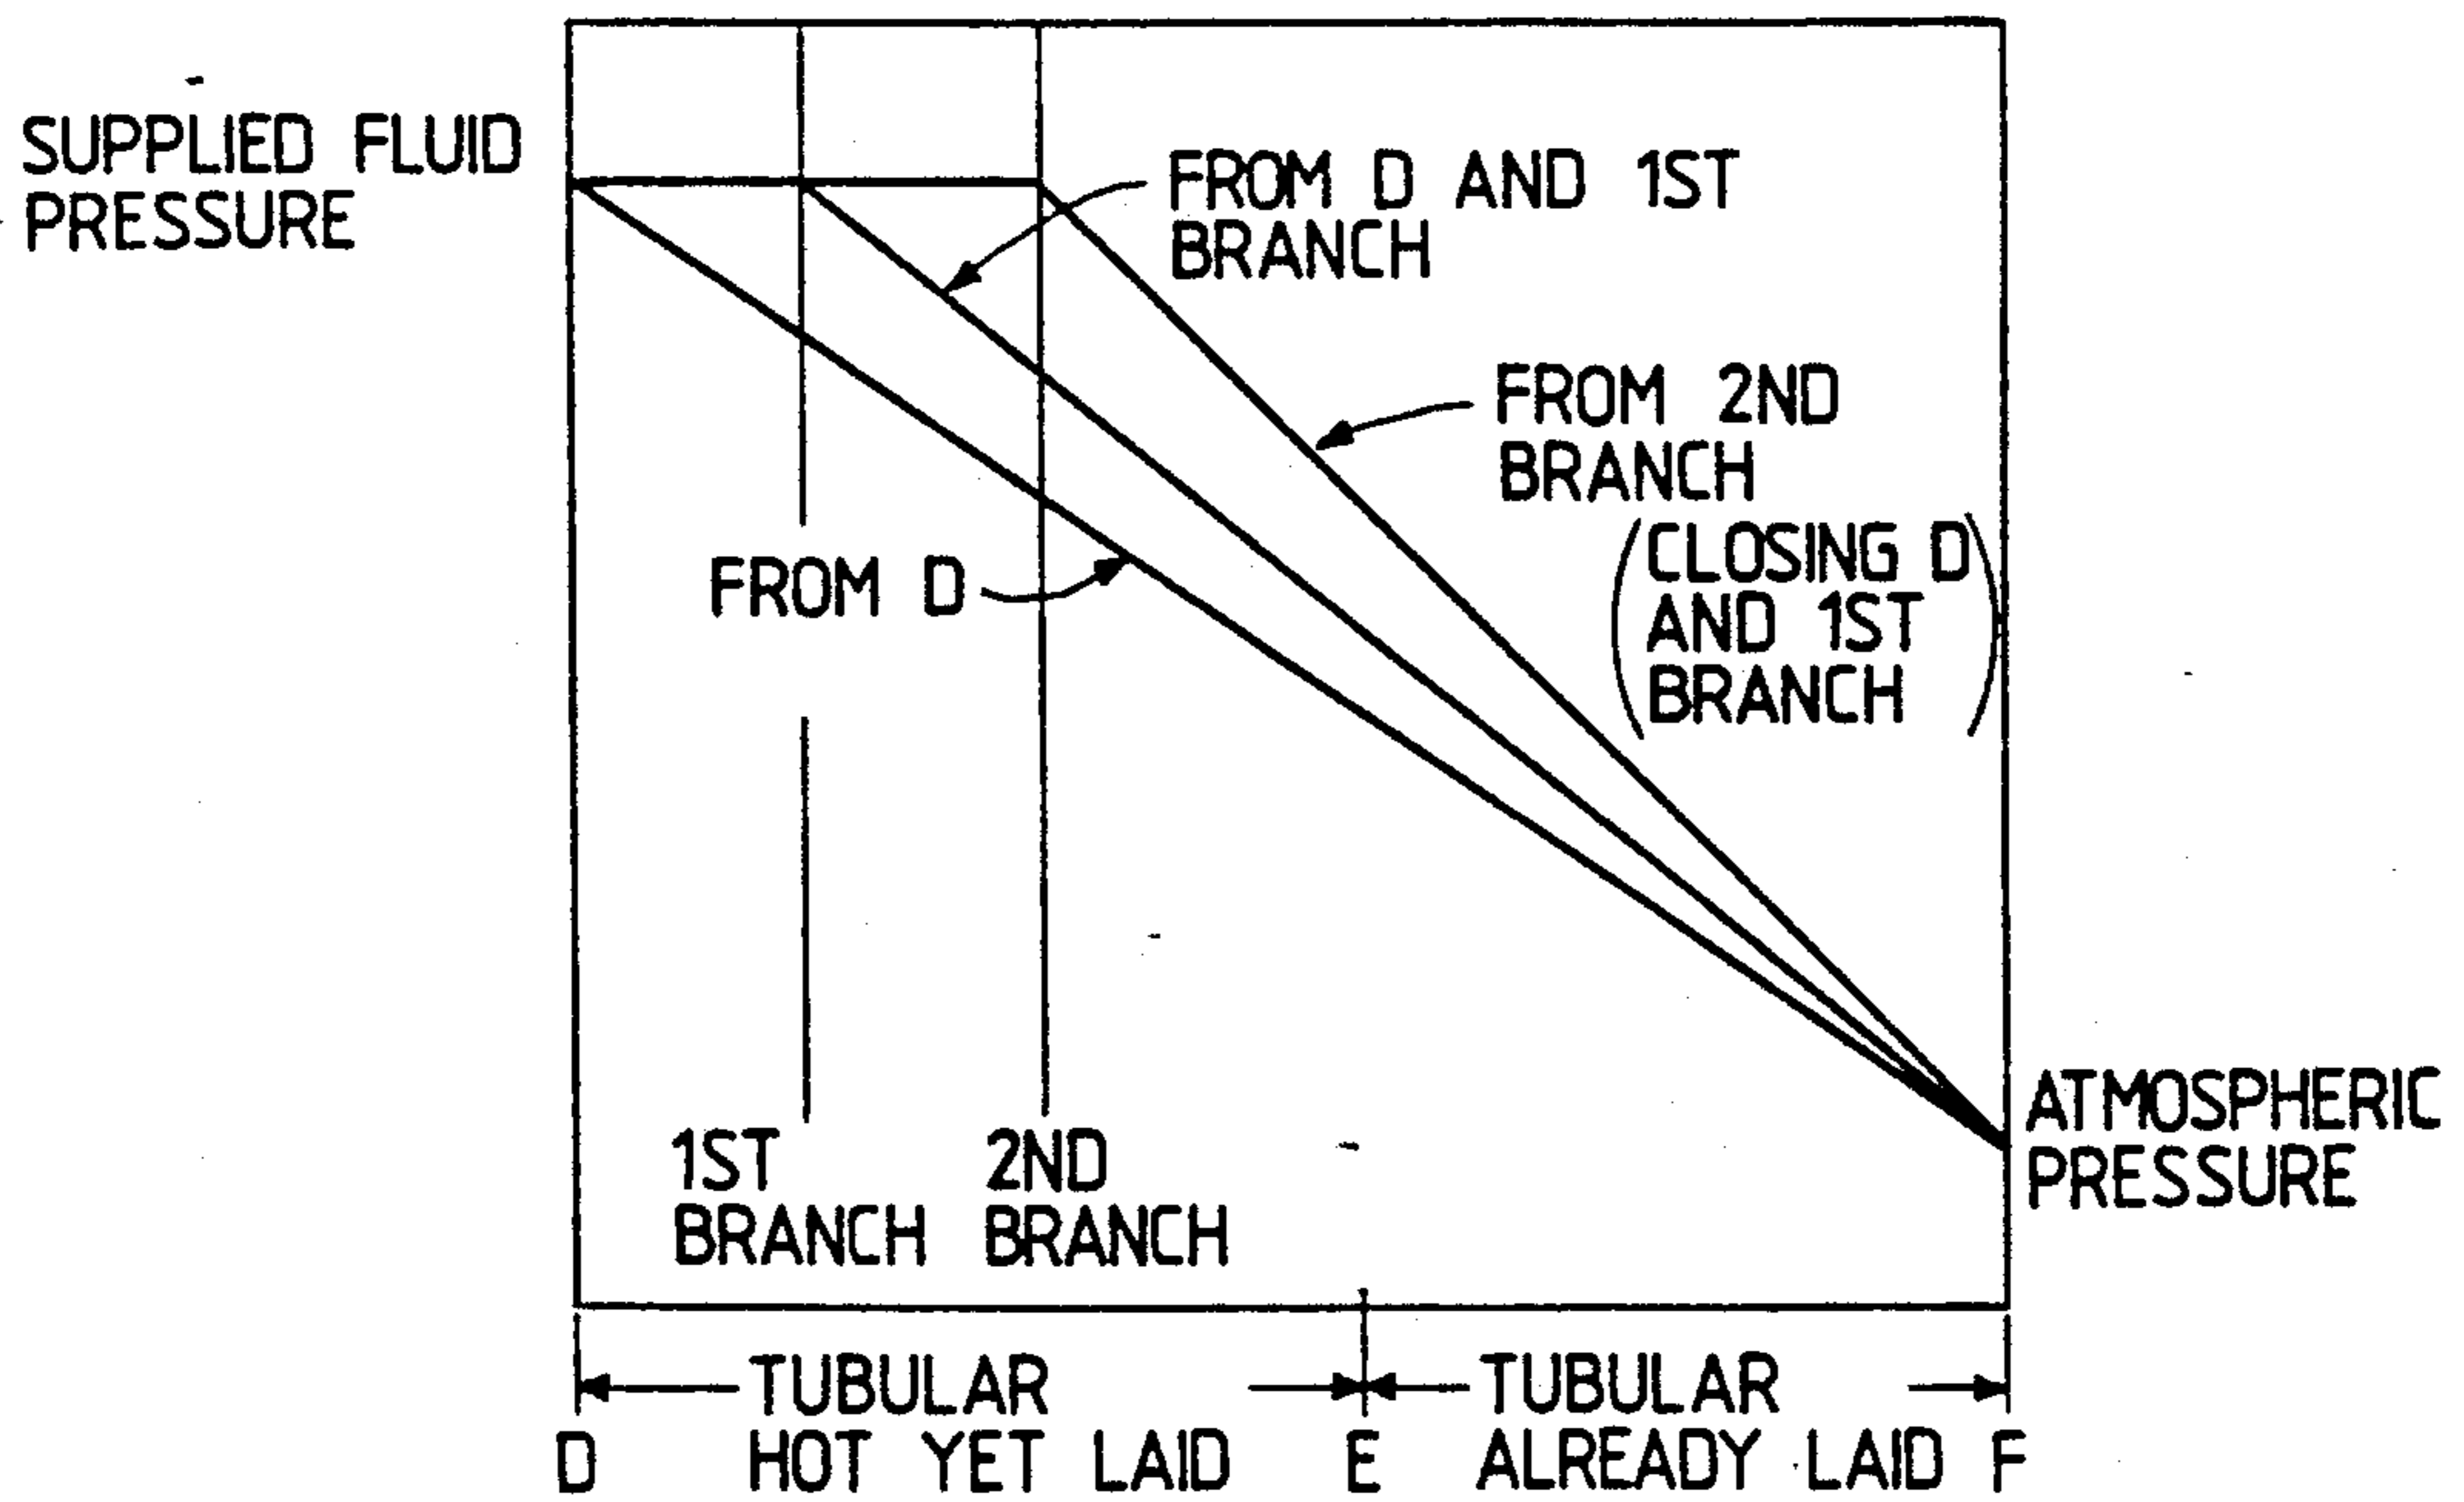 SUPPLIED FLUID
PRESSURE
FROM D AND 1ST
BRANCH
FROM 2ND
BRANCH
(CLOSING D
AND 1ST
BRANCH)
FROM D
ATMOSPHERIC
PRESSURE
1ST
BRANCH
2ND
BRANCH
TUBULAR
HOT YET LAID
TUBULAR
ALREADY LAID
D
E
F